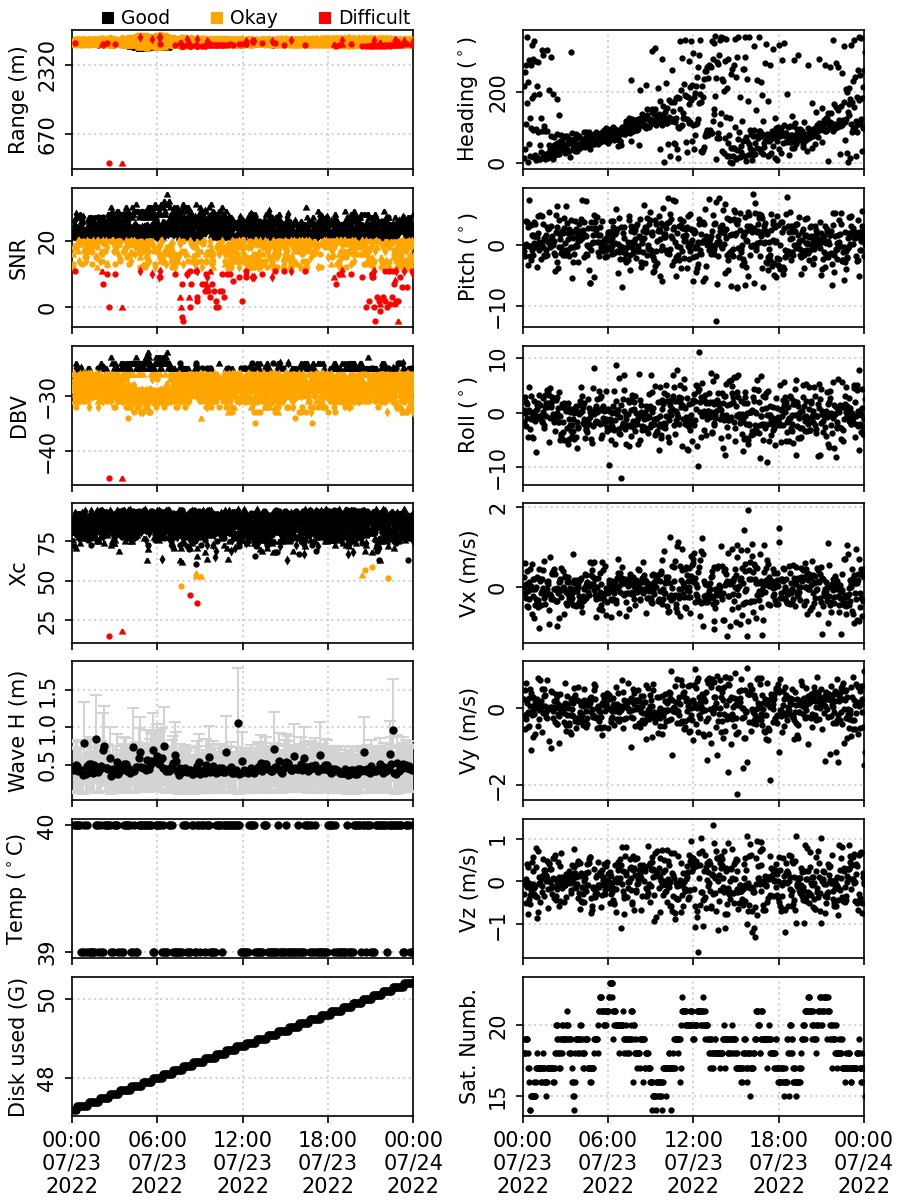 Good Okay Difficult
Range (m)
2320
670
Heading (°)
200
0
SNR
20
0
Pitch (°)
0
−10
DBV
−30
−40
Roll (°)
10
0
−10
Xc
75
50
25
Vx (m/s)
2
0
Wave H (m)
1.5
1.0
0.5
Vy (m/s)
0
−2
Temp (°C)
40
39
Vz (m/s)
1
0
−1
Disk used (G)
50
48
Sat. Numb.
20
15
00:00 06:00 12:00 18:00 00:00
07/23 07/23 07/23 07/23 07/24
2022 2022 2022 2022 2022
00:00 06:00 12:00 18:00 00:00
07/23 07/23 07/23 07/23 07/24
2022 2022 2022 2022 2022